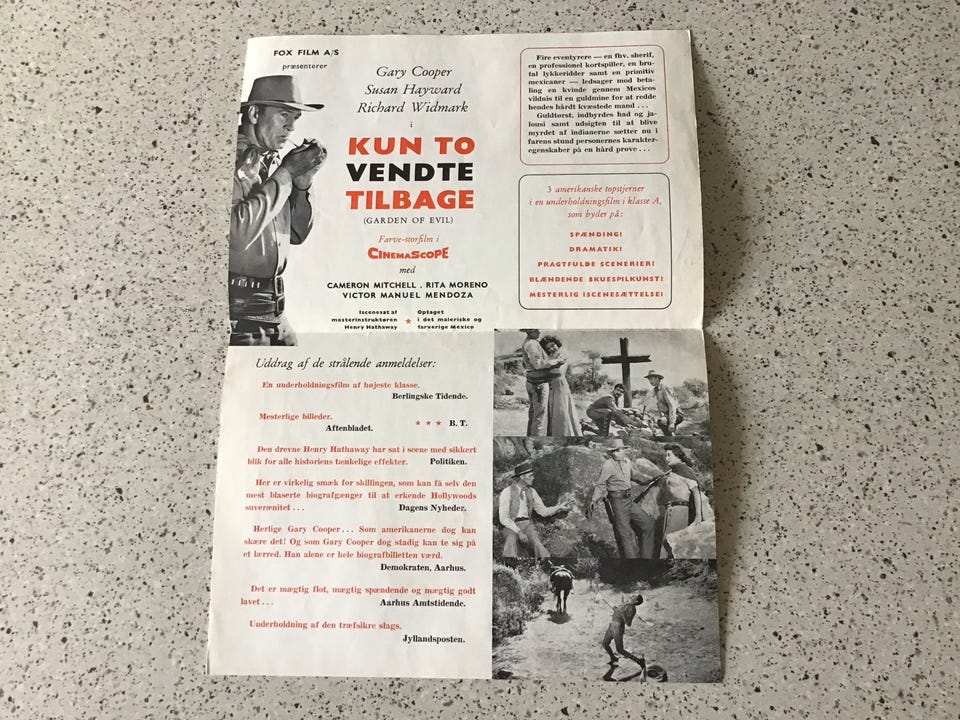 FOX FILM A/S
præsenterer
Gary Cooper
Susan Hayward
Richard Widmark
i
KUN TO
VENDTE
TILBAGE
(GARDEN OF EVIL)
Farve-storfilm i
CINEMASCOPE
med
CAMERON MITCHELL . RITA MORENO
VICTOR MANUEL MENDOZA
Iscenesat af
mesterinstruktøren
Henry Hathaway
★
Optaget
i det maleriske og
farverige Mexico
Fire eventyrere — en fhv. sherif,
en professionel kortspiller, en bru-
tal lykkeridder samt en primitiv
mexicaner — ledsager mod beta-
ling en kvinde gennem Mexicos
vildnis til en guldmine for at redde
hendes hårdt kvæstede mand ...
Guldtørst, indbyrdes had og ja-
lousi samt udsigten til at blive
myrdet af indianerne sætter nu i
farens stund personernes karakter-
egenskaber på en hård prøve ...
3 amerikanske topstjerner
i en underholdningsfilm i klasse A,
som byder på:
SPÆNDING!
DRAMATIK!
PRAGTFULDE SCENERIER!
BLÆNDENDE SKUESPILKUNST!
MESTERLIG ISCENESÆTTELSE!
Uddrag af de strålende anmeldelser:
En underholdningsfilm af højeste klasse.
Berlingske Tidende.
Mesterlige billeder.
Aftenbladet.
★ ★ ★ B. T.
Den drevne Henry Hathaway har sat i scene med sikkert
blik for alle historiens tænkelige effekter. Politiken.
Her er virkelig smæk for skillingen, som kan få selv den
mest blaserte biografgænger til at erkende Hollywoods
suverænitet ... Dagens Nyheder.
Herlige Gary Cooper ... Som amerikanerne dog kan
skære det! Og som Gary Cooper dog stadig kan te sig på
et lærred. Han alene er hele biografbilletten værd.
Demokraten, Aarhus.
Det er mægtig flot, mægtig spændende og mægtig godt
lavet ... Aarhus Amtstidende.
Underholdning af den træfsikre slags.
Jyllandsposten.